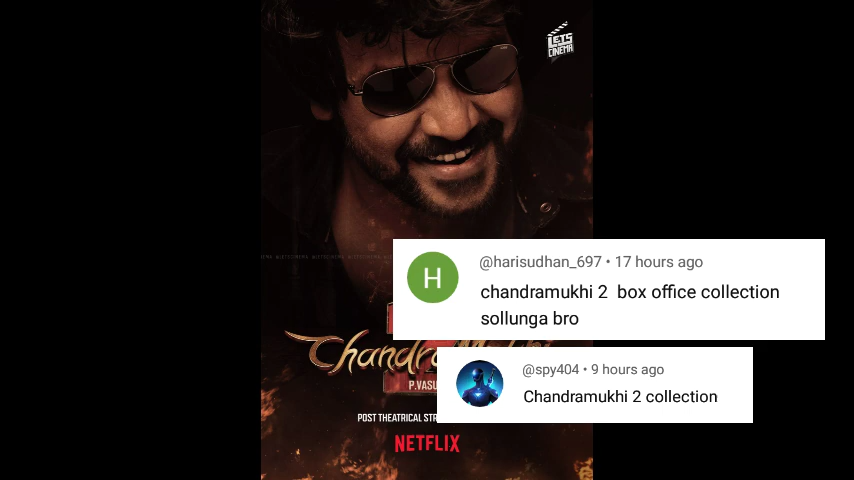 LETS
CINEMA
@harisudhan_697 • 17 hours ago
H
chandramukhi 2 box office collection
sollunga bro
@spy404 • 9 hours ago
Chandramukhi 2 collection
P.VASU
POST THEATRICAL STR
NETFLIX